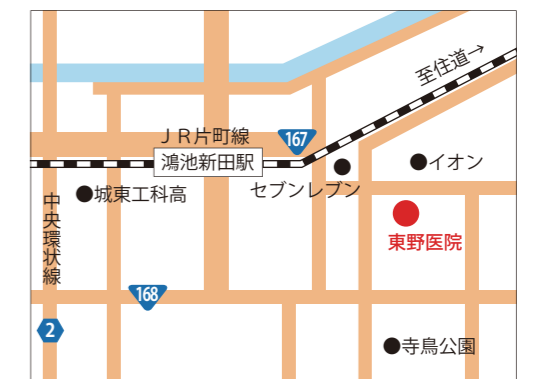 至住道→
JR片町線
167
鴻池新田駅
イオン
セブンレブン
城東工科高
中央環状線
東野医院
168
2
寺鳥公園